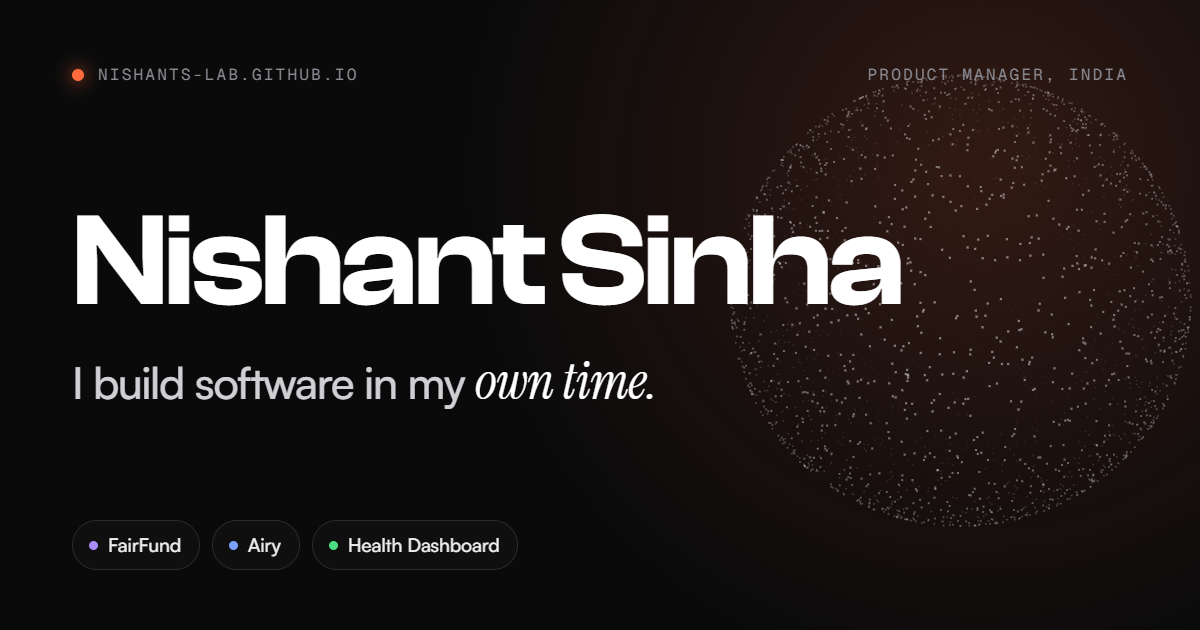 NISHANTS-LAB.GITHUB.IO
PRODUCT MANAGER, INDIA
Nishant Sinha
I build software in my own time.
FairFund
Airy
Health Dashboard